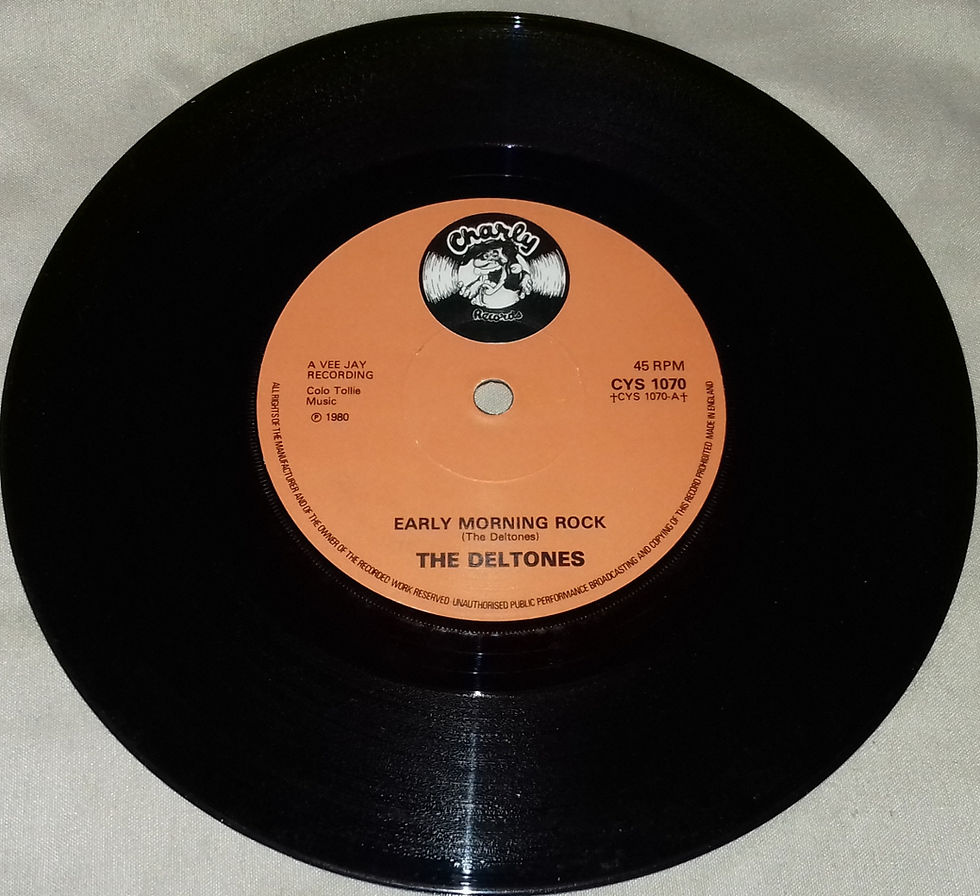 Charly
Records
A VEE JAY
RECORDING
Colo Tollie
Music
Ⓟ 1980
45 RPM
CYS 1070
†CYS 1070-A†
EARLY MORNING ROCK
(The Deltones)
THE DELTONES
ALL RIGHTS OF THE MANUFACTURER AND OF THE OWNER OF THE RECORDED WORK RESERVED UNAUTHORISED PUBLIC PERFORMANCE BROADCASTING AND COPYING OF THIS RECORD PROHIBITED MADE IN ENGLAND